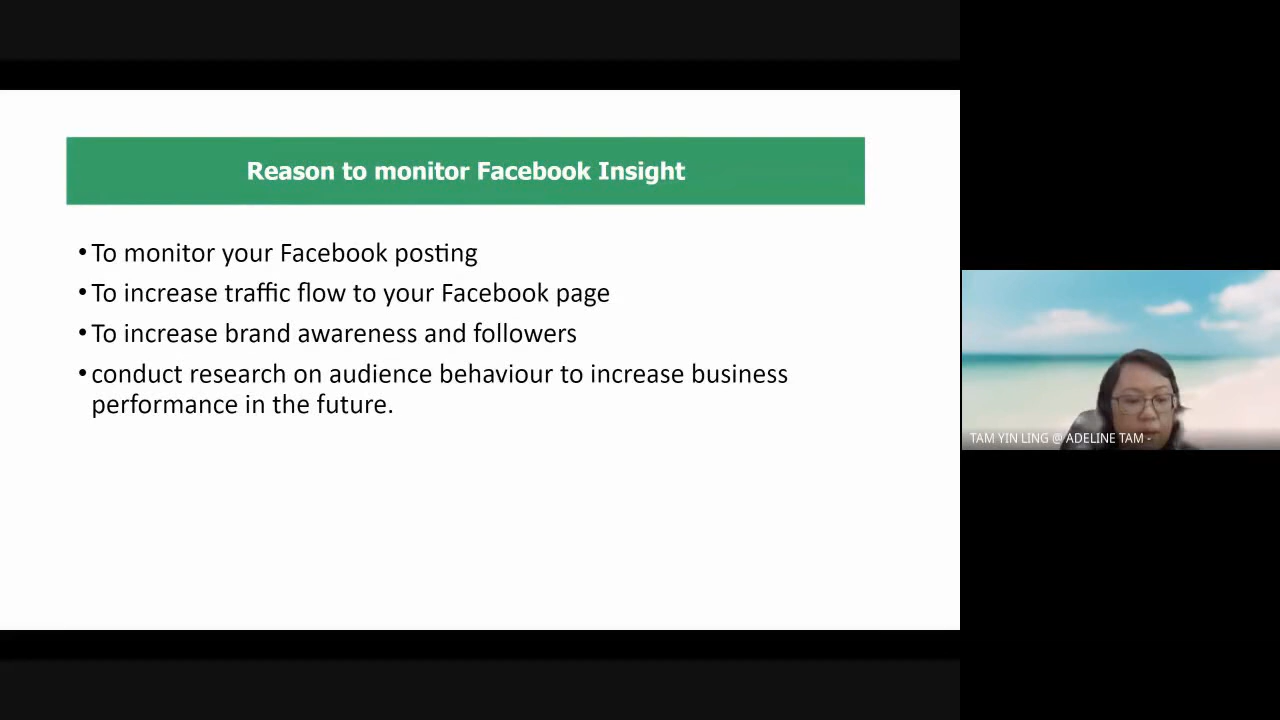 Reason to monitor Facebook Insight
• To monitor your Facebook posting
• To increase traffic flow to your Facebook page
• To increase brand awareness and followers
• conduct research on audience behaviour to increase business
performance in the future.
TAM YIN LING @ ADELINE TAM -